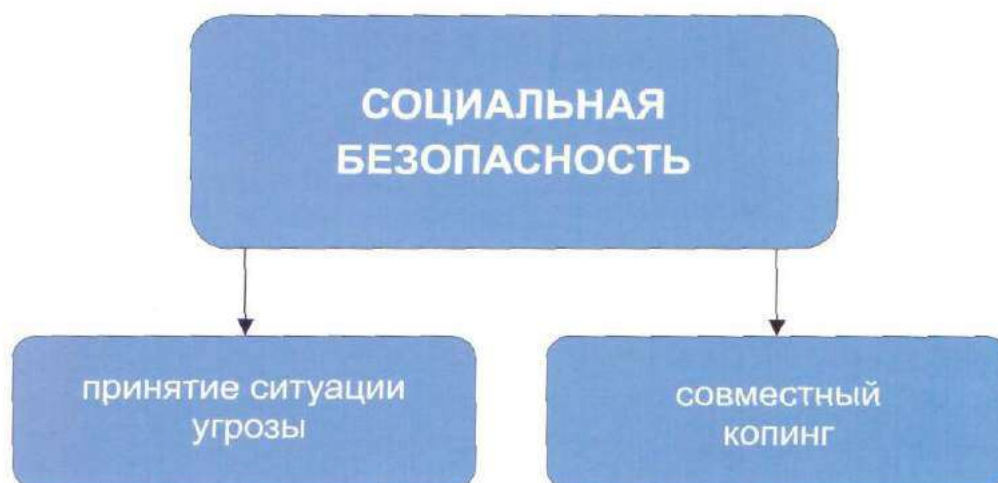 СОЦИАЛЬНАЯ
БЕЗОПАСНОСТЬ
принятие ситуации
угрозы
совместный
копинг